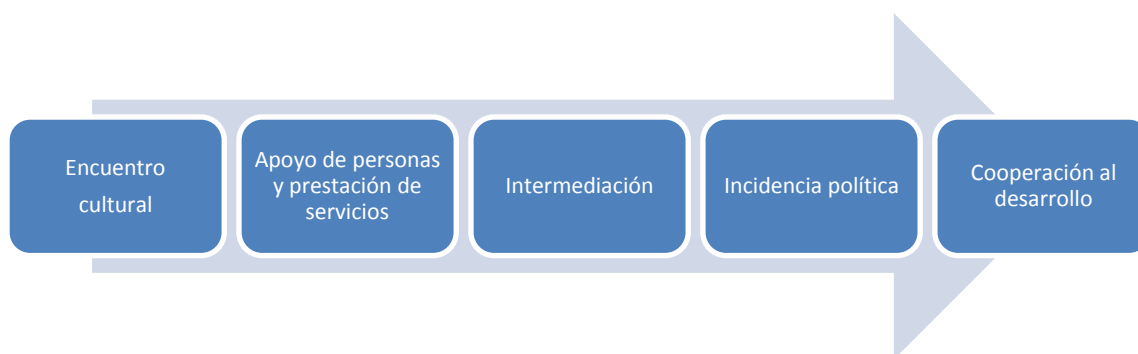 Encuentro
cultural
Apoyo de personas
y prestación de
servicios
Intermediación
Incidencia política
Cooperación al
desarrollo